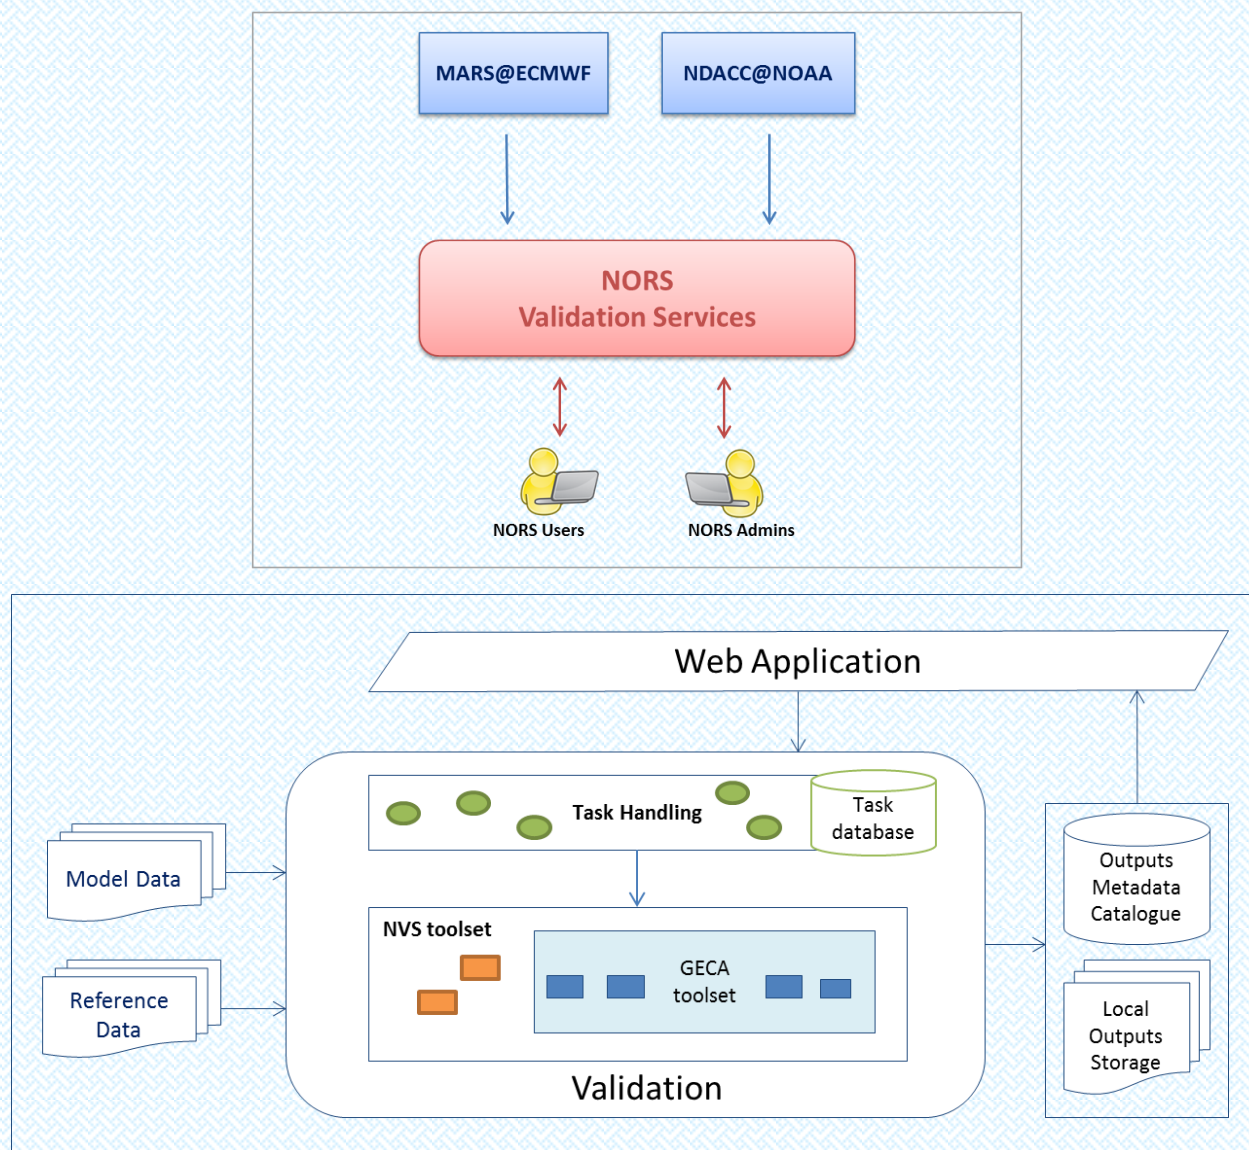 MARS@ECMWF
NDACC@NOAA
NORS
Validation Services
NORS Users
NORS Admins
Web Application
Task Handling
Task
database
Model Data
Reference
Data
NVS toolset
GECA
toolset
Validation
Outputs
Metadata
Catalogue
Local
Outputs
Storage